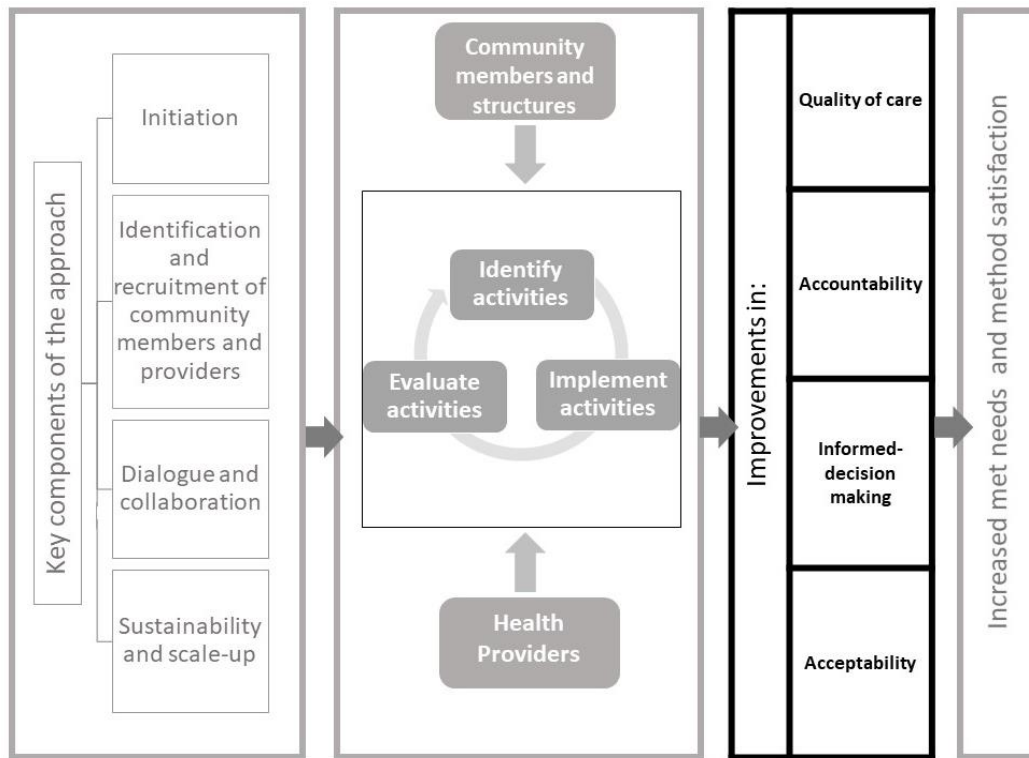 Key components of the approach
Initiation
Identification
and
recruitment of
community
members and
providers
Dialogue and
collaboration
Sustainability
and scale-up
Community
members and
structures
Identify
activities
Evaluate
activities
Implement
activities
Health
Providers
Improvements in:
Quality of care
Accountability
Informed-
decision
making
Acceptability
Increased met needs and method satisfaction